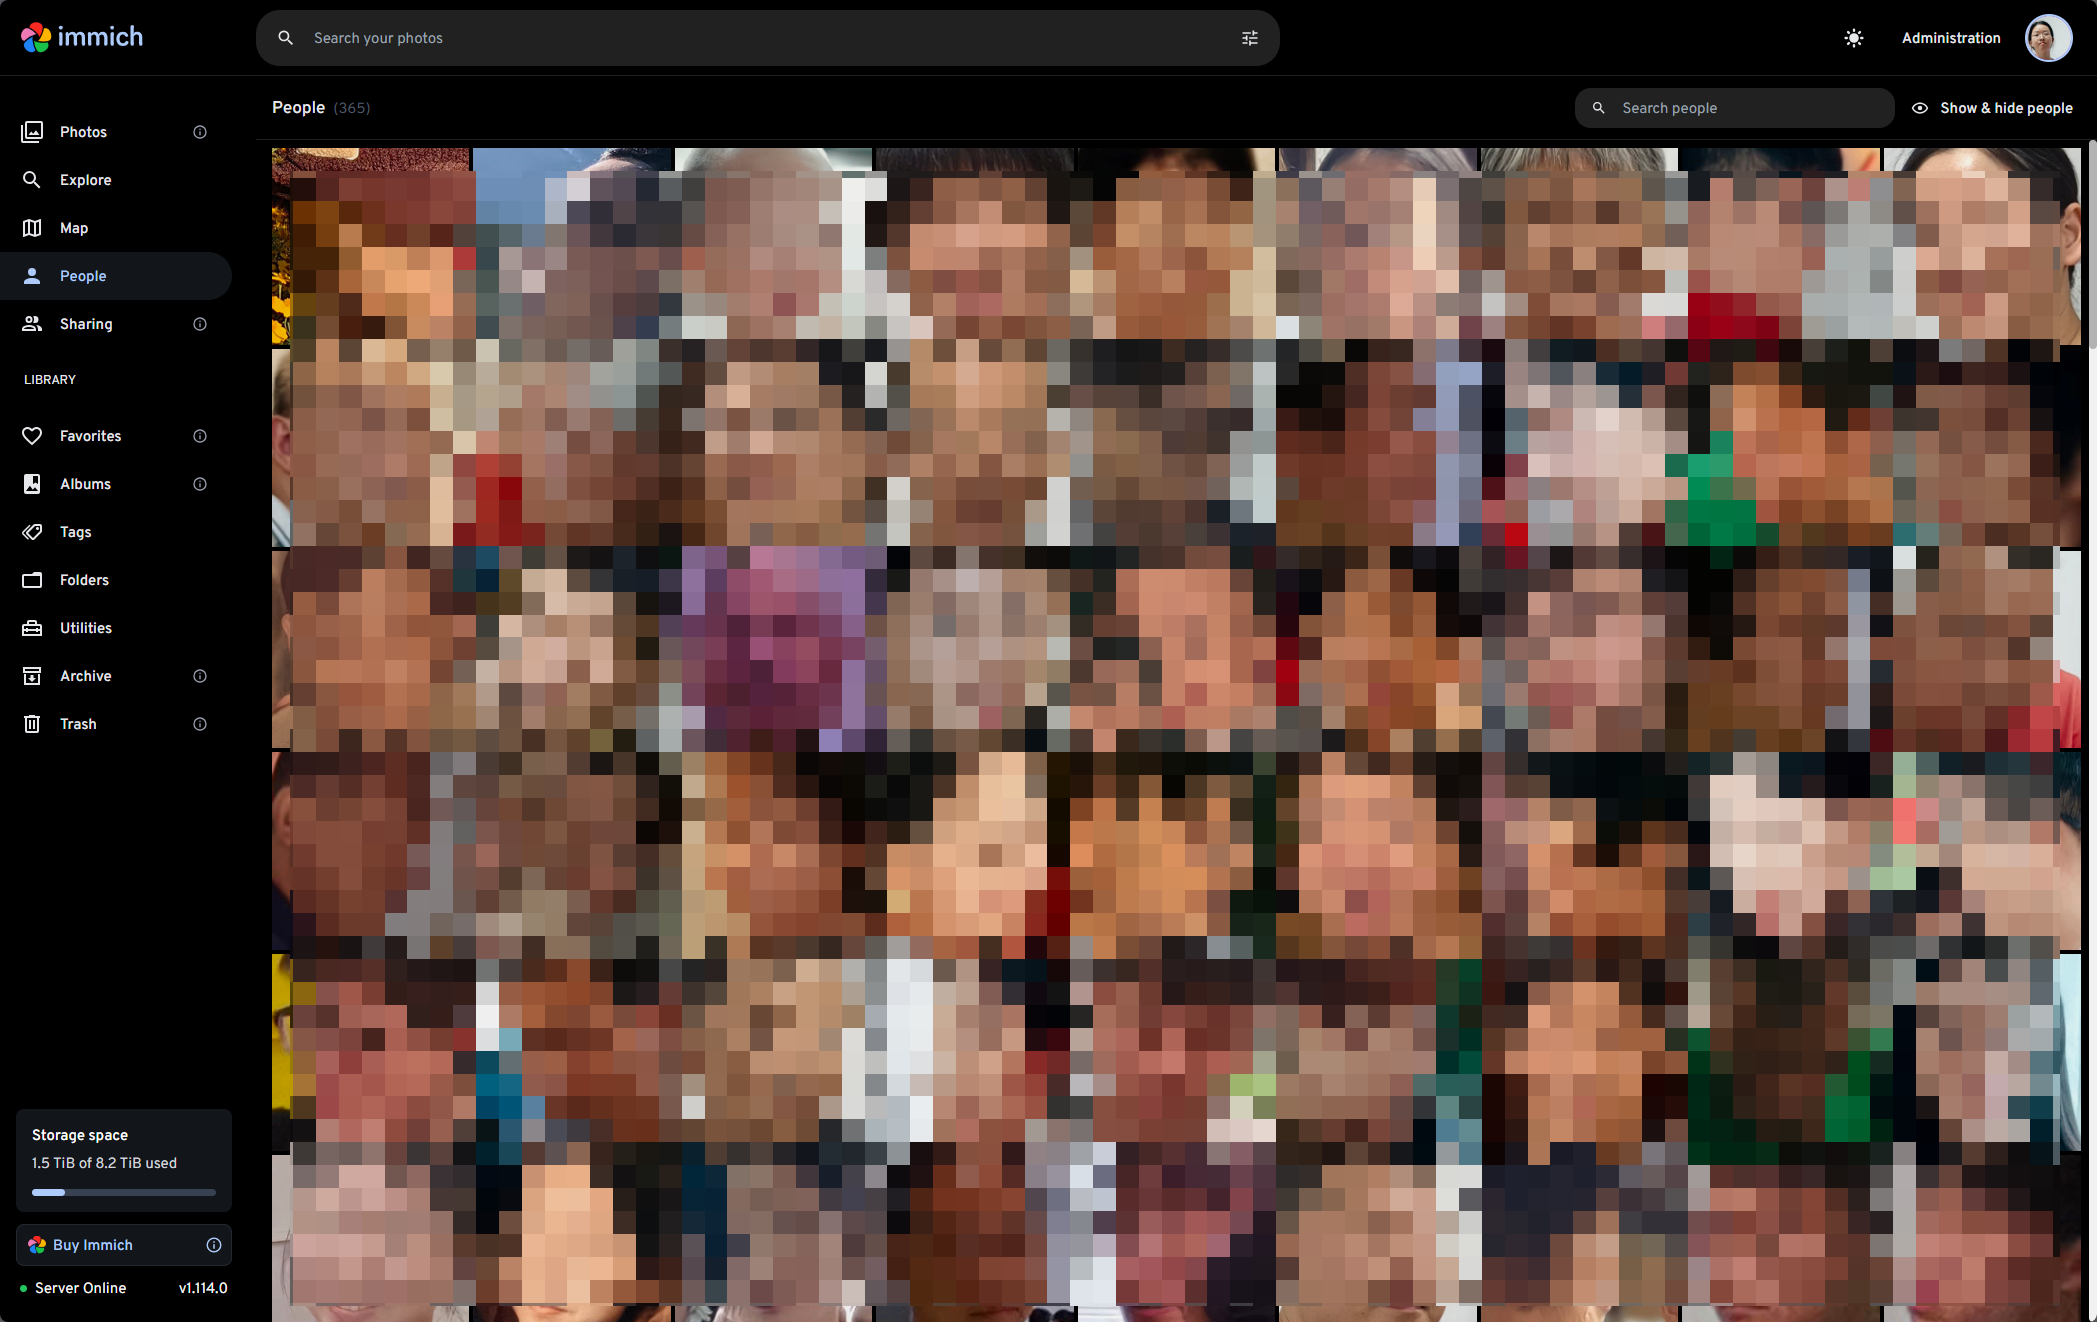 immich
Search your photos
Administration
People (365)
Search people
Show & hide people
Photos
Explore
Map
People
Sharing
LIBRARY
Favorites
Albums
Tags
Folders
Utilities
Archive
Trash
Storage space
1.5 TiB of 8.2 TiB used
Buy Immich
Server Online
v1.114.0